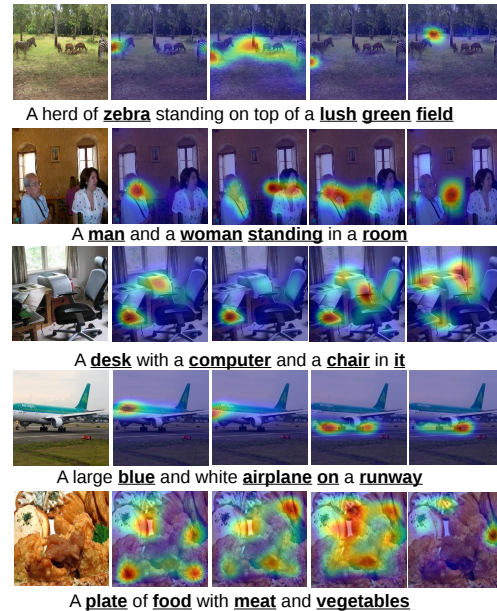 A herd of zebra standing on top of a lush green field
A man and a woman standing in a room
A desk with a computer and a chair in it
A large blue and white airplane on a runway
A plate of food with meat and vegetables